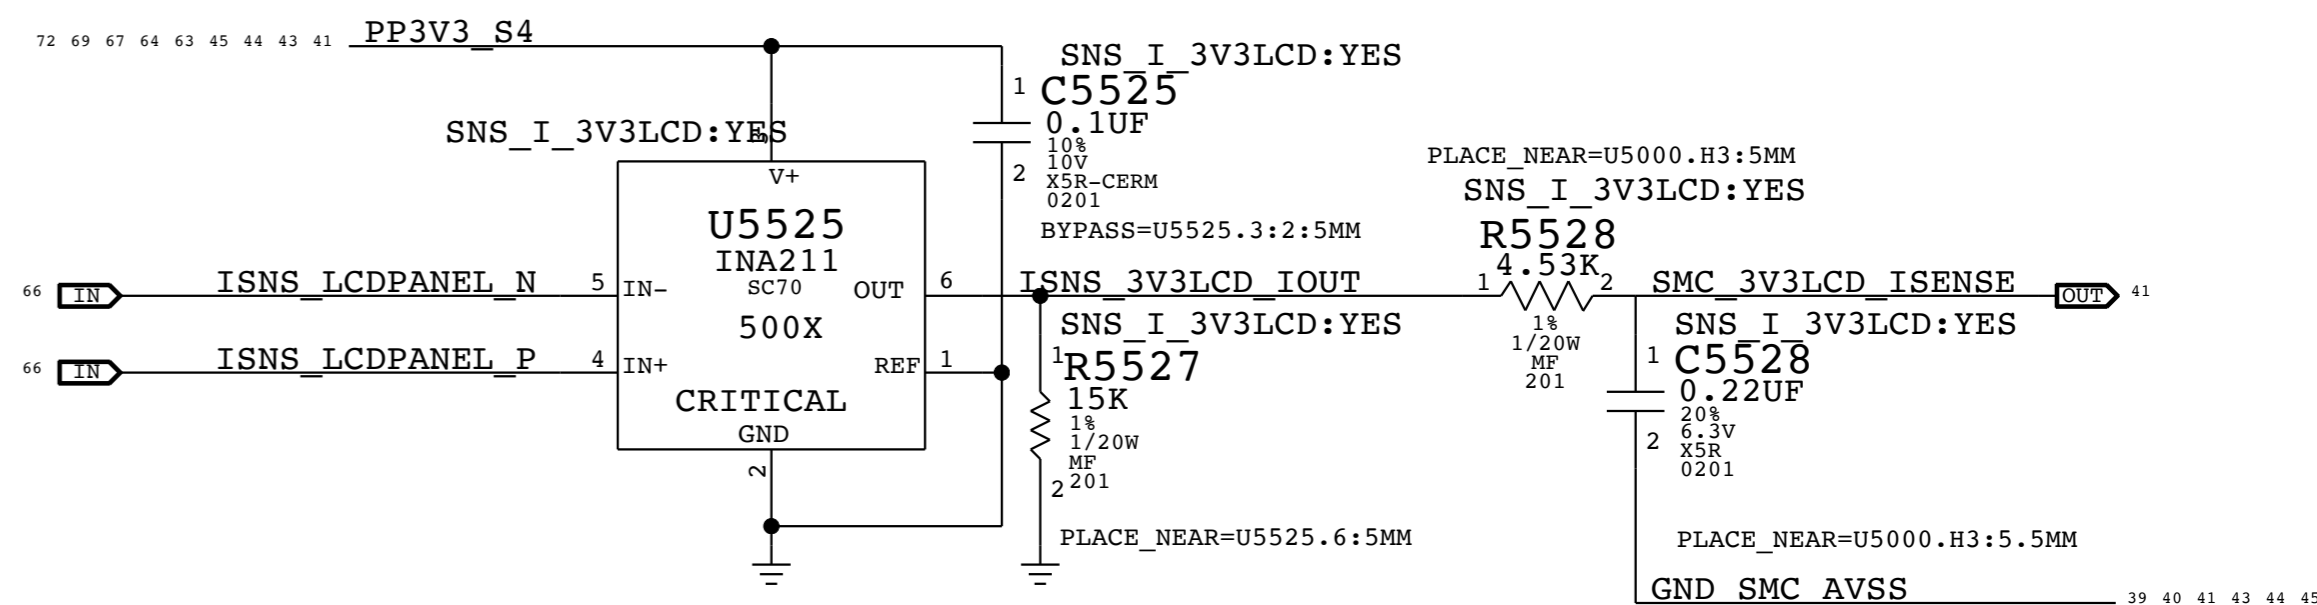 72 69 67 64 63 45 44 43 41 PP3V3_S4
SNS_I_3V3LCD:YES
3
V+
U5525
INA211
SC70
500X
CRITICAL
GND
2
66 IN ISNS_LCDPANEL_N 5 IN-
66 IN ISNS_LCDPANEL_P 4 IN+
OUT 6 ISNS_3V3LCD_IOUT
REF 1
SNS_I_3V3LCD:YES
1 C5525
0.1UF
10%
10V
2 X5R-CERM
0201
BYPASS=U5525.3:2:5MM
SNS_I_3V3LCD:YES
1 R5527
15K
1%
1/20W
MF
2 201
PLACE_NEAR=U5525.6:5MM
PLACE_NEAR=U5000.H3:5MM
SNS_I_3V3LCD:YES
R5528
4.53K
1 2
1%
1/20W
MF
201
SMC_3V3LCD_ISENSE OUT 41
SNS_I_3V3LCD:YES
1 C5528
0.22UF
20%
6.3V
2 X5R
0201
PLACE_NEAR=U5000.H3:5.5MM
GND_SMC_AVSS 39 40 41 43 44 45